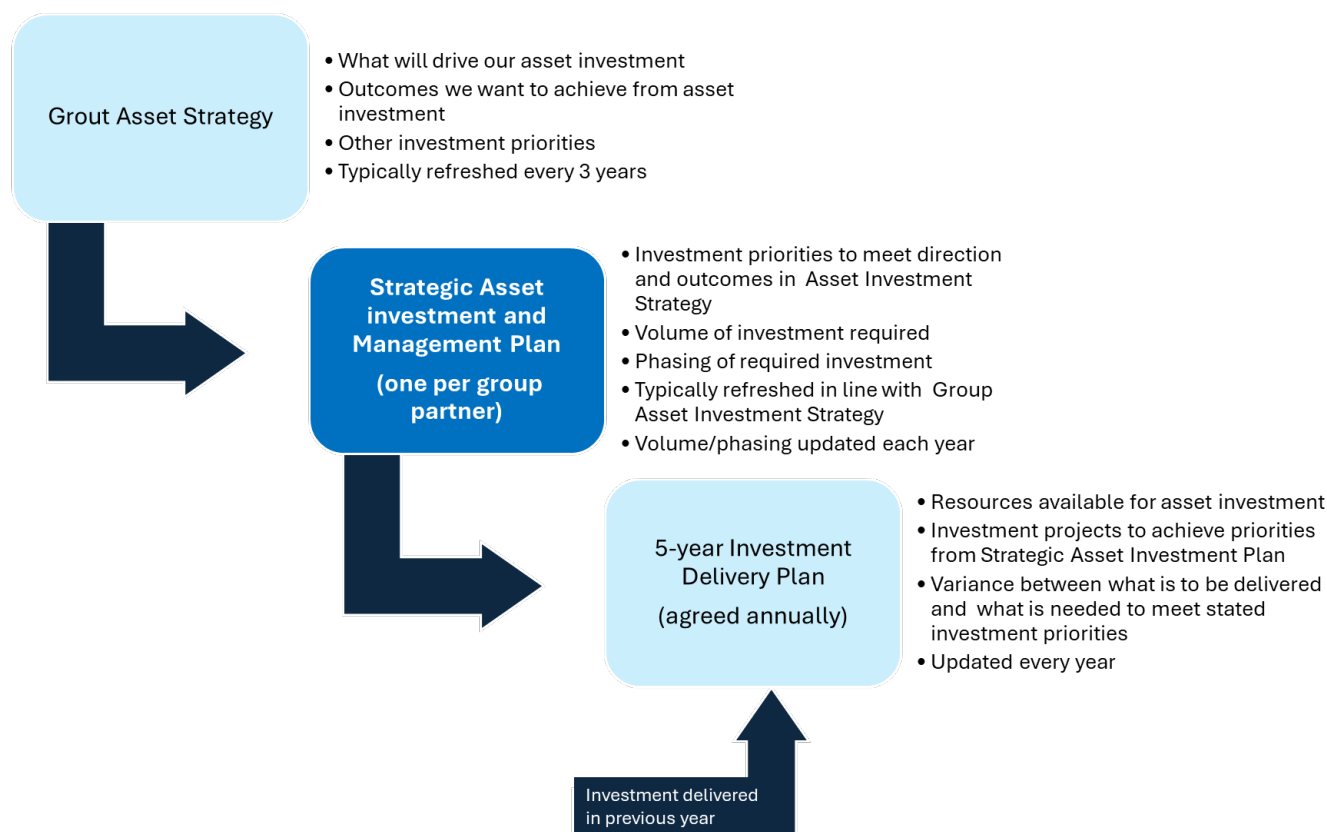 Grout Asset Strategy
• What will drive our asset investment
• Outcomes we want to achieve from asset
investment
• Other investment priorities
• Typically refreshed every 3 years
Strategic Asset
investment and
Management Plan
(one per group
partner)
• Investment priorities to meet direction
and outcomes in Asset Investment
Strategy
• Volume of investment required
• Phasing of required investment
• Typically refreshed in line with Group
Asset Investment Strategy
• Volume/phasing updated each year
5-year Investment
Delivery Plan
(agreed annually)
• Resources available for asset investment
• Investment projects to achieve priorities
from Strategic Asset Investment Plan
• Variance between what is to be delivered
and what is needed to meet stated
investment priorities
• Updated every year
Investment delivered
in previous year